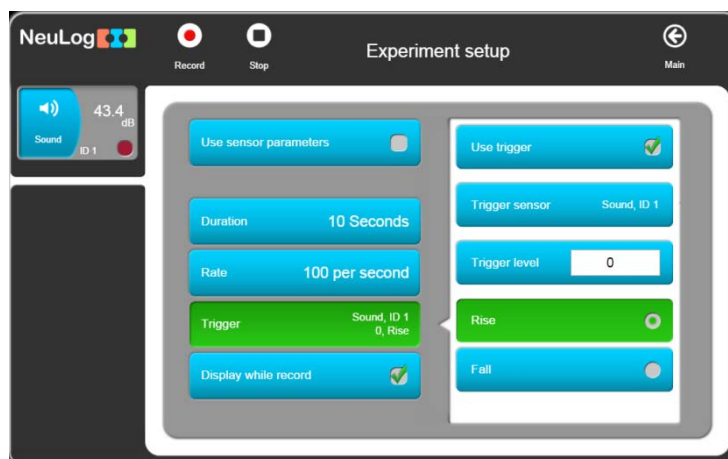 NeuLog
Record
Stop
Experiment setup
Main
43.4
dB
Sound
ID 1
Use sensor parameters
Duration 10 Seconds
Rate 100 per second
Trigger Sound, ID 1
0, Rise
Display while record
Use trigger
Trigger sensor Sound, ID 1
Trigger level 0
Rise
Fall